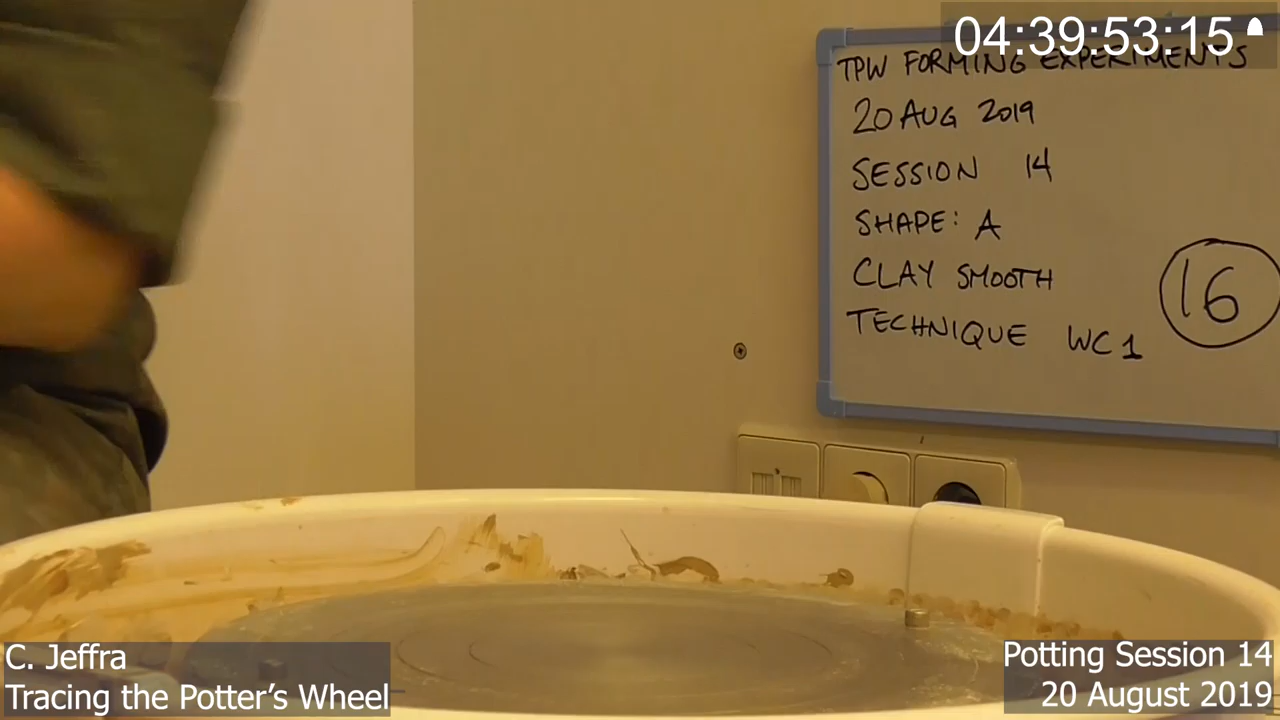 04:39:53:15
TPW FORMING EXPERIMENTS
20 AUG 2019
SESSION 14
SHAPE: A
CLAY SMOOTH
16
TECHNIQUE WC1
C. Jeffra
Tracing the Potter's Wheel
Potting Session 14
20 August 2019